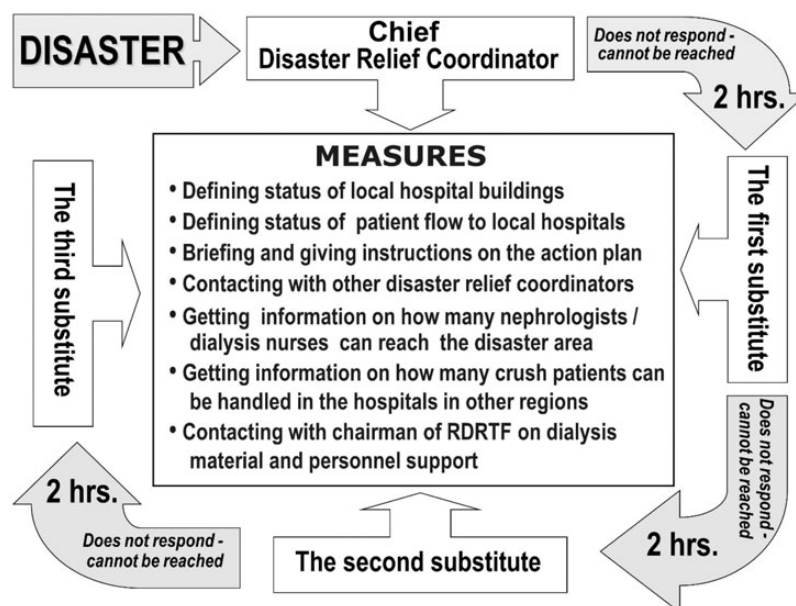 DISASTER
Chief
Disaster Relief Coordinator
Does not respond -
cannot be reached
2 hrs.
The first substitute
MEASURES
• Defining status of local hospital buildings
• Defining status of patient flow to local hospitals
• Briefing and giving instructions on the action plan
• Contacting with other disaster relief coordinators
• Getting information on how many nephrologists /
dialysis nurses can reach the disaster area
• Getting information on how many crush patients can
be handled in the hospitals in other regions
• Contacting with chairman of RDRTF on dialysis
material and personnel support
Does not respond -
cannot be reached
2 hrs.
The second substitute
Does not respond -
cannot be reached
2 hrs.
The third substitute